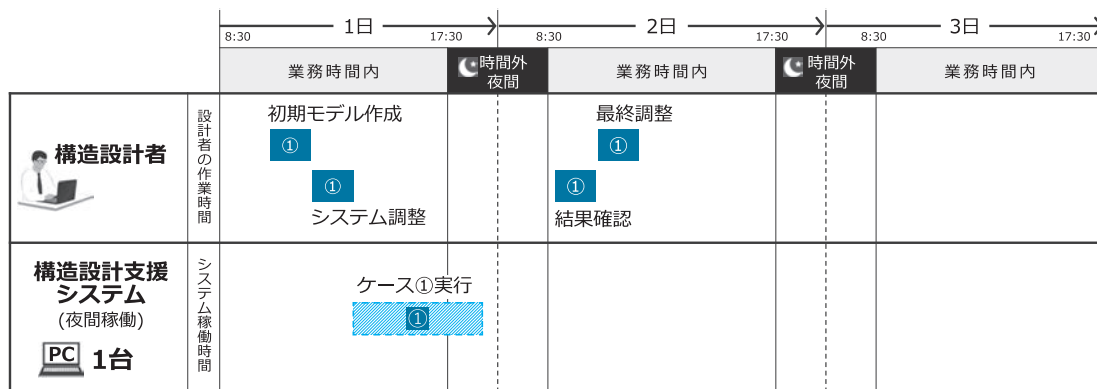 1日
2日
3日
8:30
17:30
8:30
17:30
8:30
17:30
業務時間内
時間外
夜間
業務時間内
時間外
夜間
業務時間内
構造設計者
設計者の作業時間
初期モデル作成
①
①
システム調整
最終調整
①
①
結果確認
構造設計支援
システム
(夜間稼働)
PC 1台
システム稼働時間
ケース①実行
①